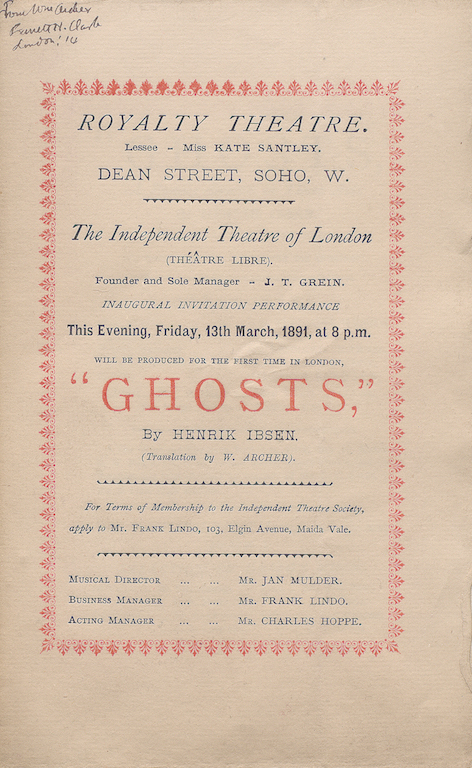 From Wm Archer
Barrett H. Clark
London '14
ROYALTY THEATRE.
Lessee - Miss KATE SANTLEY.
DEAN STREET, SOHO, W.
The Independent Theatre of London
(THÉÂTRE LIBRE).
Founder and Sole Manager - J. T. GREIN.
INAUGURAL INVITATION PERFORMANCE
This Evening, Friday, 13th March, 1891, at 8 p.m.
WILL BE PRODUCED FOR THE FIRST TIME IN LONDON,
“GHOSTS,”
By HENRIK IBSEN.
(Translation by W. ARCHER).
For Terms of Membership to the Independent Theatre Society,
apply to Mr. FRANK LINDO, 103, Elgin Avenue, Maida Vale.
MUSICAL DIRECTOR ... ... MR. JAN MULDER.
BUSINESS MANAGER ... ... MR. FRANK LINDO.
ACTING MANAGER ... ... MR. CHARLES HOPPE.